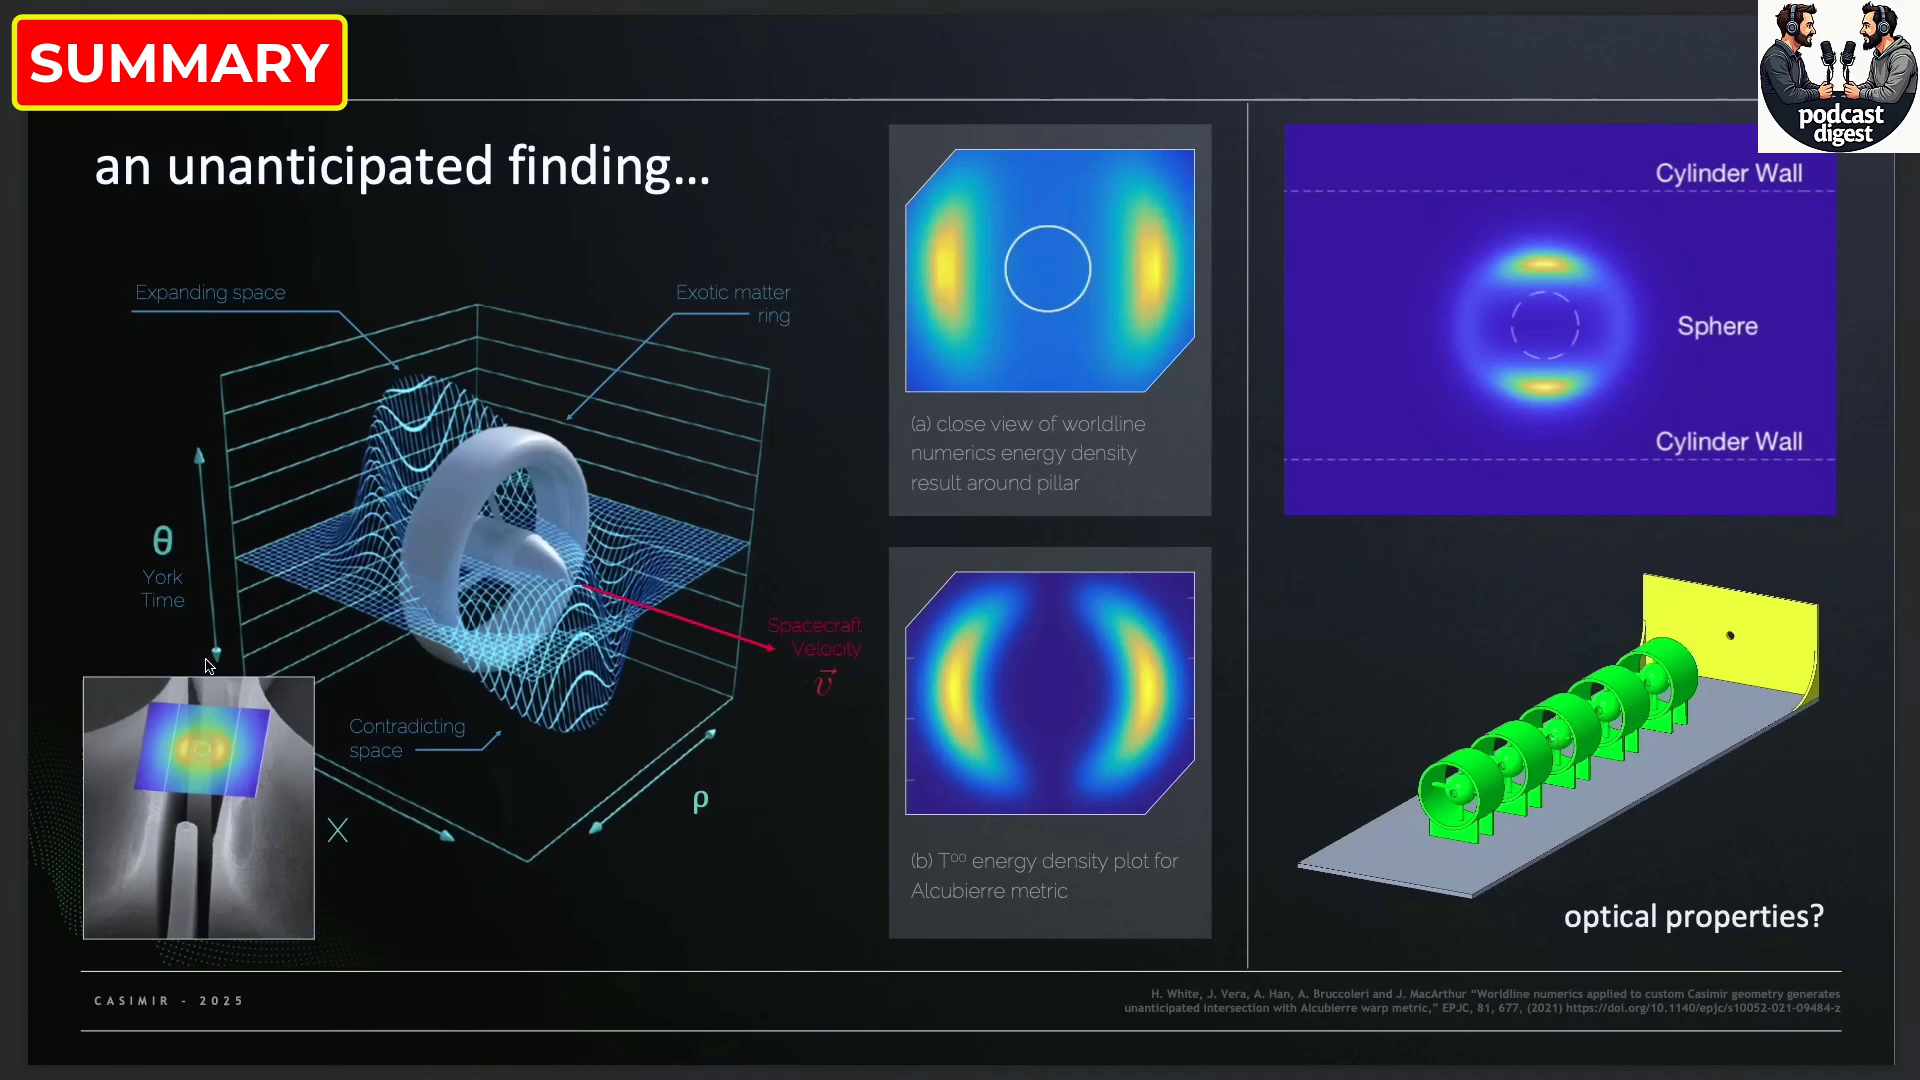 SUMMARY
podcast
digest
an unanticipated finding...
Expanding space
Exotic matter
ring
θ
York
Time
Spacecraft
Velocity
v⃗
Contradicting
space
X
ρ
(a) close view of worldline
numerics energy density
result around pillar
(b) T⁰⁰ energy density plot for
Alcubierre metric
Cylinder Wall
Sphere
Cylinder Wall
optical properties?
CASIMIR - 2025
H. White, J. Vera, A. Han, A. Bruccoleri and J. MacArthur “Worldline numerics applied to custom Casimir geometry generates
unanticipated intersection with Alcubierre warp metric,” EPJC, 81, 677, (2021) https://doi.org/10.1140/epjc/s10052-021-09484-z